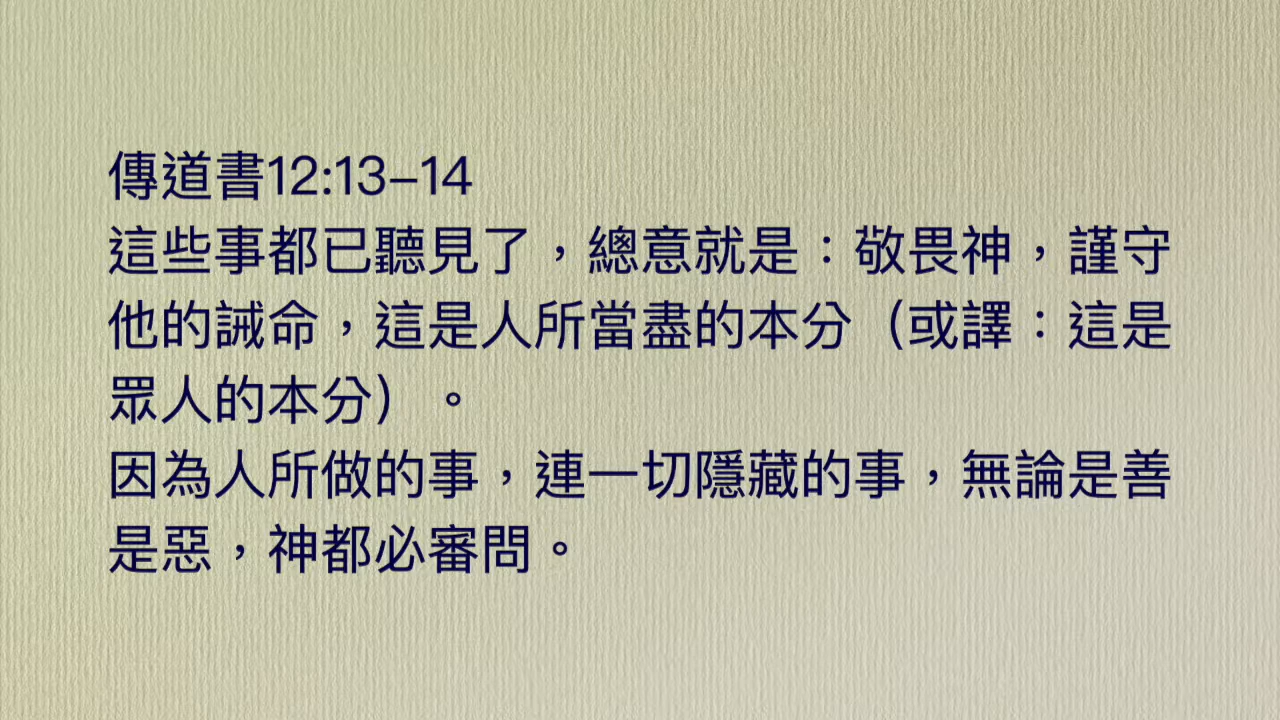 傳道書12:13-14
這些事都已聽見了，總意就是：敬畏神，謹守
他的誡命，這是人所當盡的本分（或譯：這是
眾人的本分）。
因為人所做的事，連一切隱藏的事，無論是善
是惡，神都必審問。